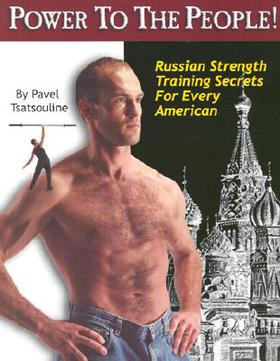 POWER TO THE PEOPLE!
Russian Strength
Training Secrets
For Every
American
By Pavel
Tsatsouline